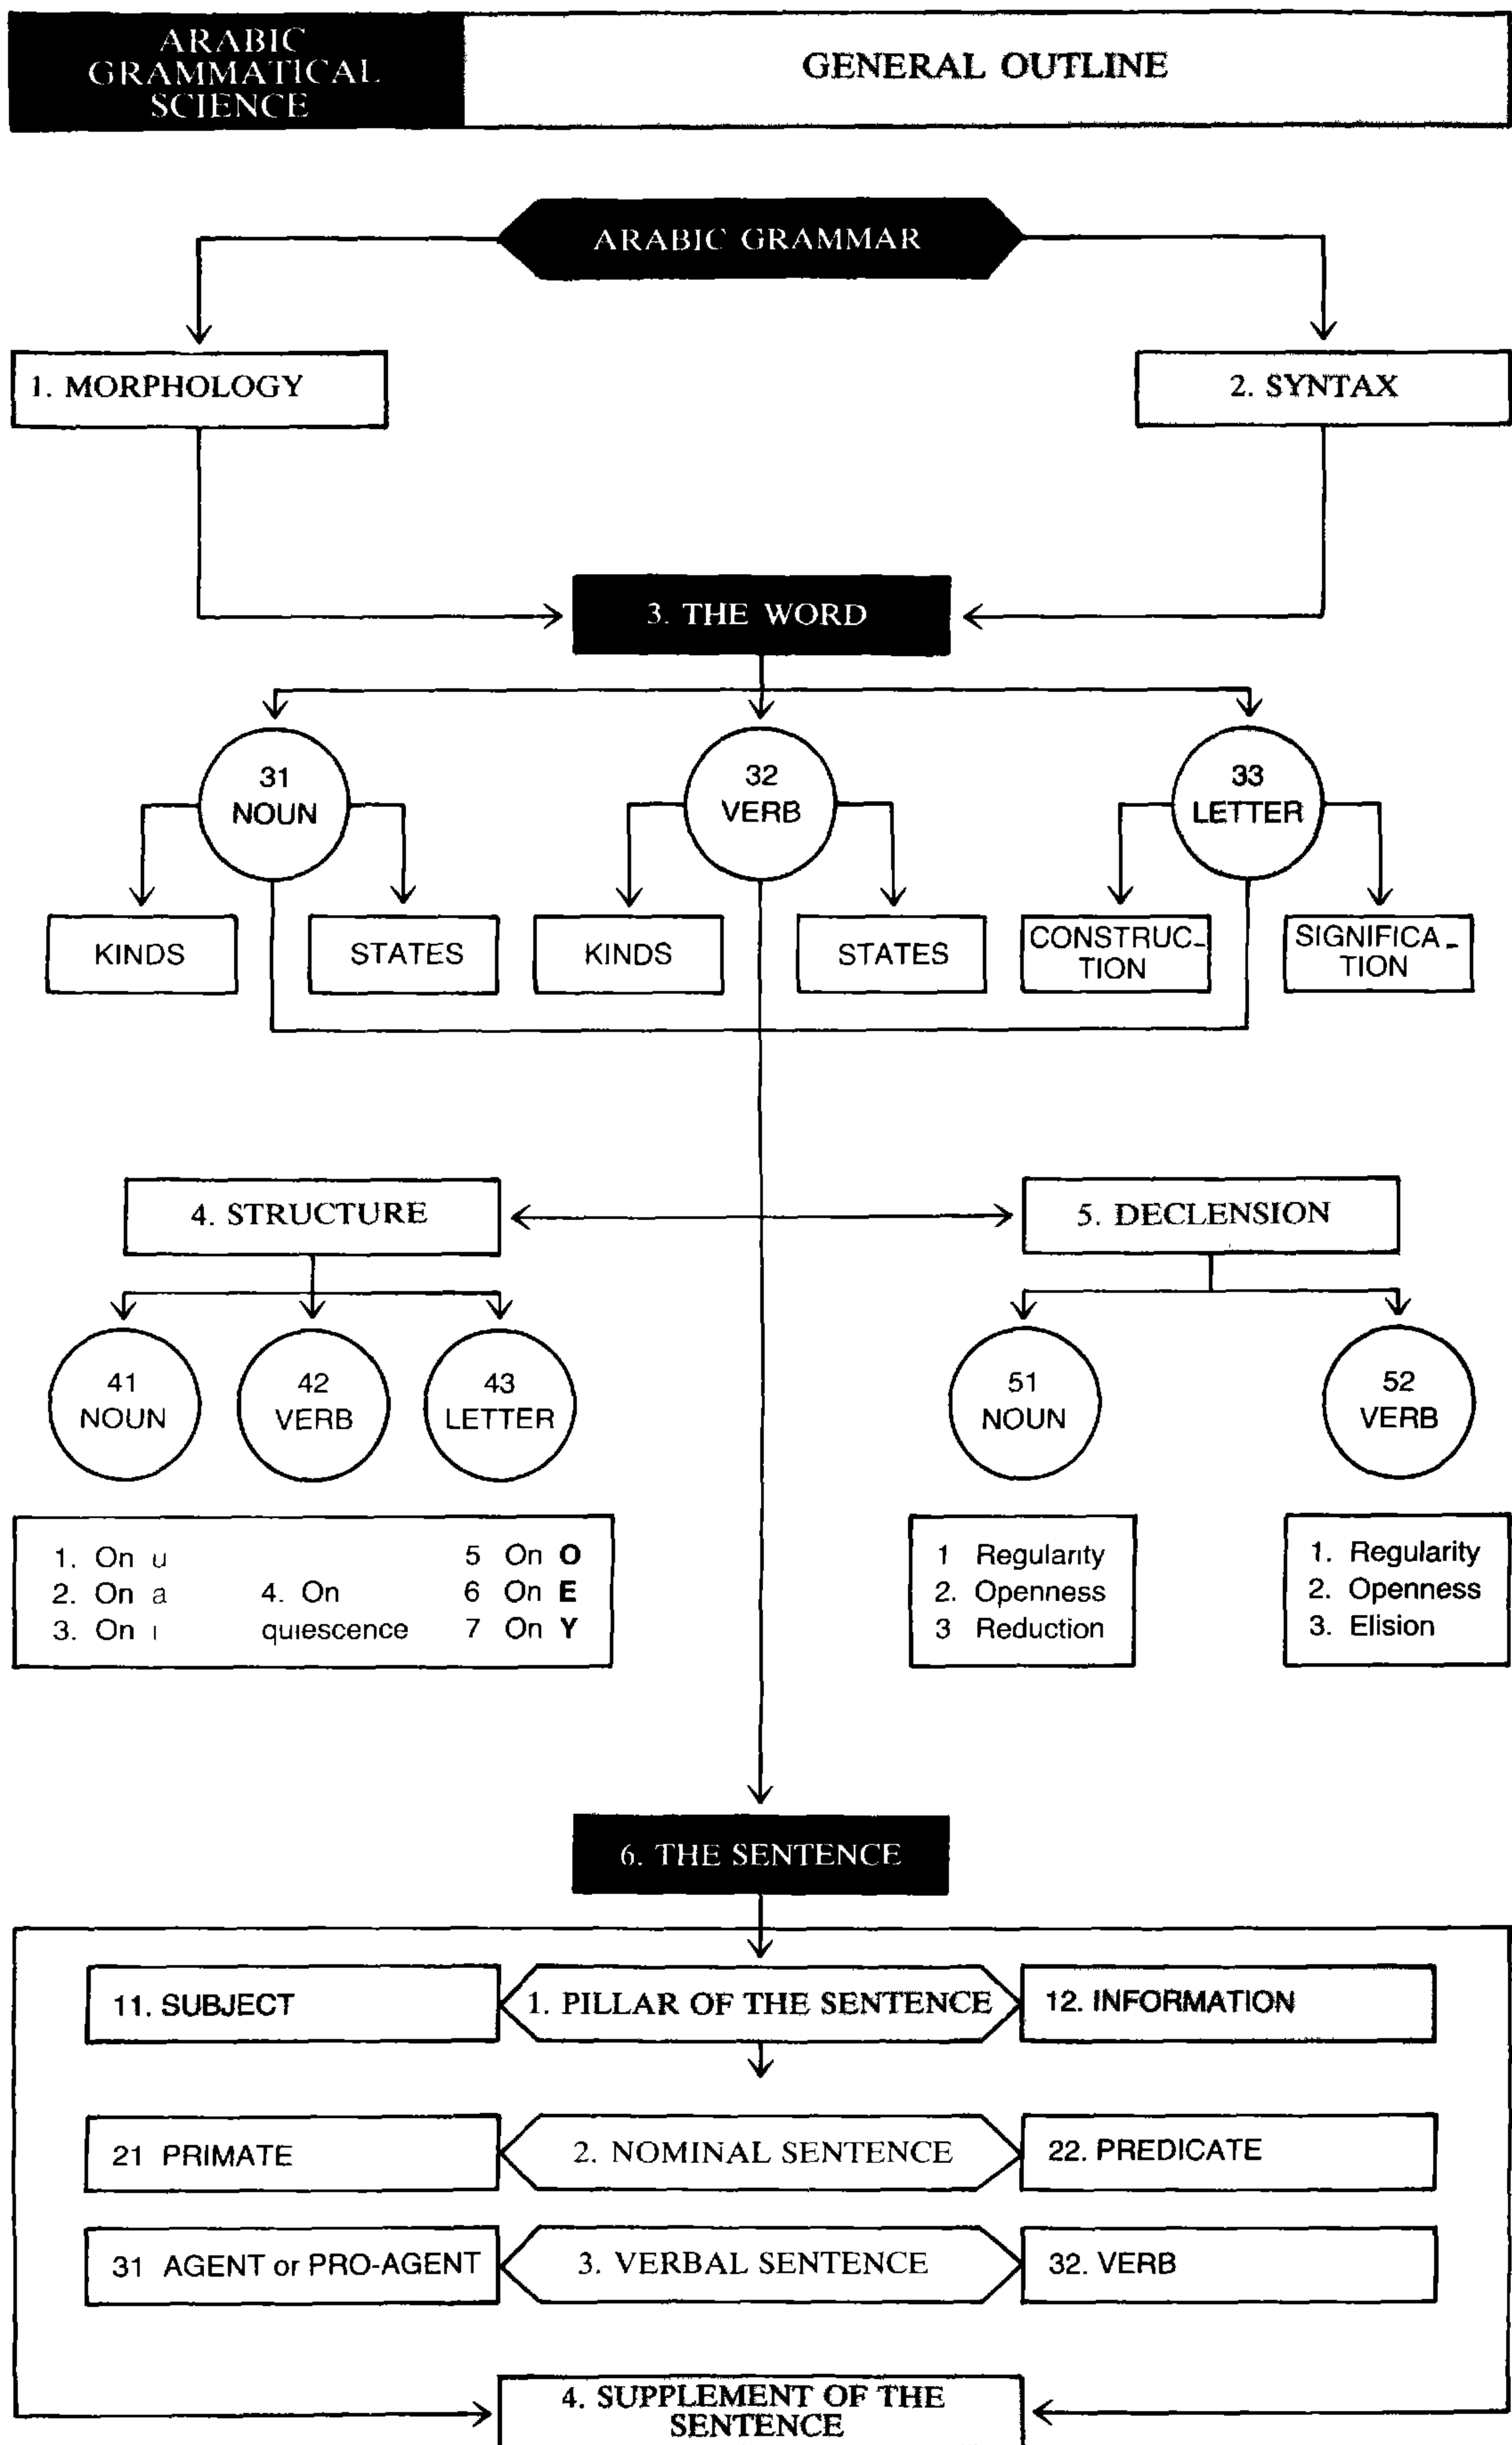 ARABIC
GRAMMATICAL
SCIENCE
GENERAL OUTLINE
ARABIC GRAMMAR
1. MORPHOLOGY
2. SYNTAX
3. THE WORD
31
NOUN
32
VERB
33
LETTER
KINDS
STATES
KINDS
STATES
CONSTRUC-
TION
SIGNIFICA-
TION
4. STRUCTURE
5. DECLENSION
41
NOUN
42
VERB
43
LETTER
51
NOUN
52
VERB
1. On u
2. On a
3. On i
4. On
quiescence
5 On O
6 On E
7 On Y
1 Regularity
2. Openness
3 Reduction
1. Regularity
2. Openness
3. Elision
6. THE SENTENCE
11. SUBJECT
1. PILLAR OF THE SENTENCE
12. INFORMATION
21 PRIMATE
2. NOMINAL SENTENCE
22. PREDICATE
31 AGENT or PRO-AGENT
3. VERBAL SENTENCE
32. VERB
4. SUPPLEMENT OF THE
SENTENCE